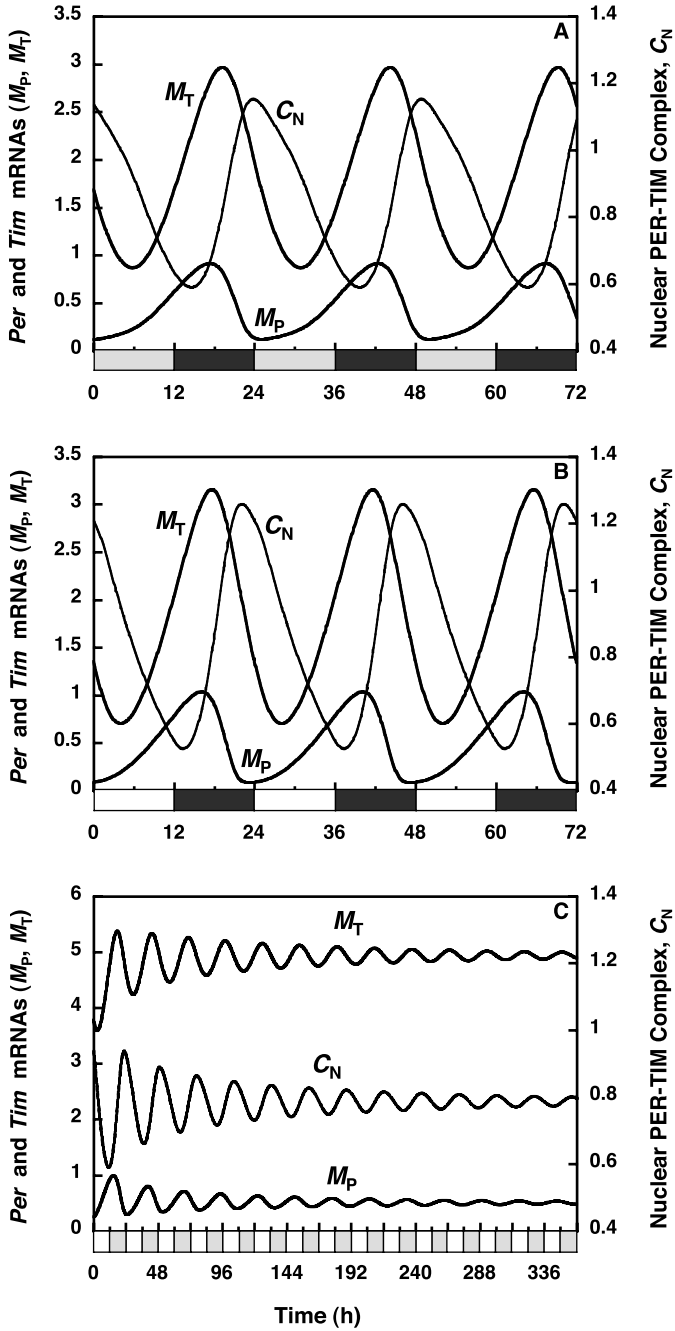 Per and Tim mRNAs (MP, MT)
3.5
3
2.5
2
1.5
1
0.5
0
A
MT
CN
MP
1.4
1.2
1
0.8
0.6
0.4
Nuclear PER-TIM Complex, CN
0 12 24 36 48 60 72
Per and Tim mRNAs (MP, MT)
3.5
3
2.5
2
1.5
1
0.5
0
B
MT
CN
MP
1.4
1.2
1
0.8
0.6
0.4
Nuclear PER-TIM Complex, CN
0 12 24 36 48 60 72
Per and Tim mRNAs (MP, MT)
6
5
4
3
2
1
0
C
MT
CN
MP
1.4
1.2
1
0.8
0.6
0.4
Nuclear PER-TIM Complex, CN
0 48 96 144 192 240 288 336
Time (h)